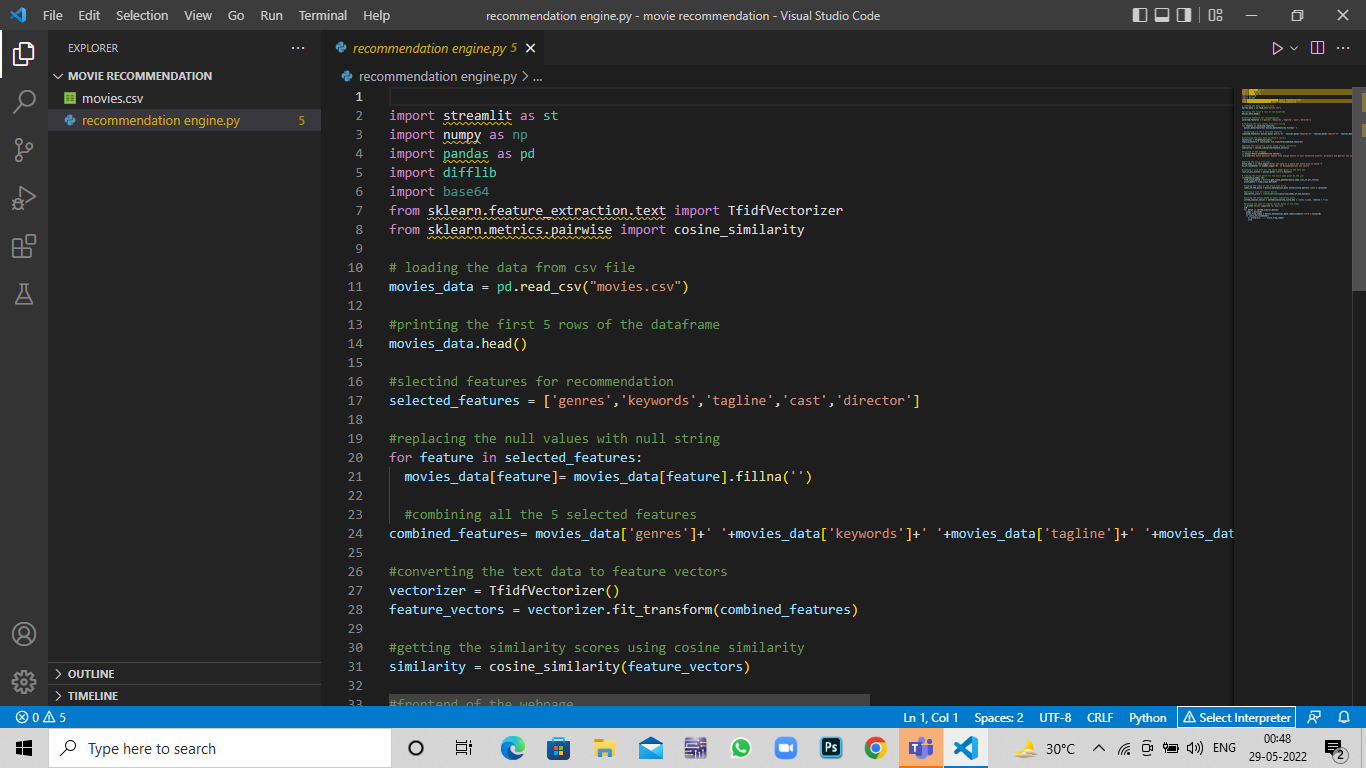 File Edit Selection View Go Run Terminal Help
recommendation engine.py - movie recommendation - Visual Studio Code
EXPLORER
MOVIE RECOMMENDATION
movies.csv
recommendation engine.py 5
OUTLINE
TIMELINE
recommendation engine.py 5
recommendation engine.py > ...
1
2 import streamlit as st
3 import numpy as np
4 import pandas as pd
5 import difflib
6 import base64
7 from sklearn.feature_extraction.text import TfidfVectorizer
8 from sklearn.metrics.pairwise import cosine_similarity
9
10 # loading the data from csv file
11 movies_data = pd.read_csv("movies.csv")
12
13 #printing the first 5 rows of the dataframe
14 movies_data.head()
15
16 #slectind features for recommendation
17 selected_features = ['genres','keywords','tagline','cast','director']
18
19 #replacing the null values with null string
20 for feature in selected_features:
21 movies_data[feature]= movies_data[feature].fillna('')
22
23 #combining all the 5 selected features
24 combined_features= movies_data['genres']+' '+movies_data['keywords']+' '+movies_data['tagline']+' '+movies_dat
25
26 #converting the text data to feature vectors
27 vectorizer = TfidfVectorizer()
28 feature_vectors = vectorizer.fit_transform(combined_features)
29
30 #getting the similarity scores using cosine similarity
31 similarity = cosine_similarity(feature_vectors)
32
33 #frontend of the webpage
0 5
Ln 1, Col 1 Spaces: 2 UTF-8 CRLF Python Select Interpreter
Type here to search
Ps
30°C
ENG
00:48
29-05-2022
2